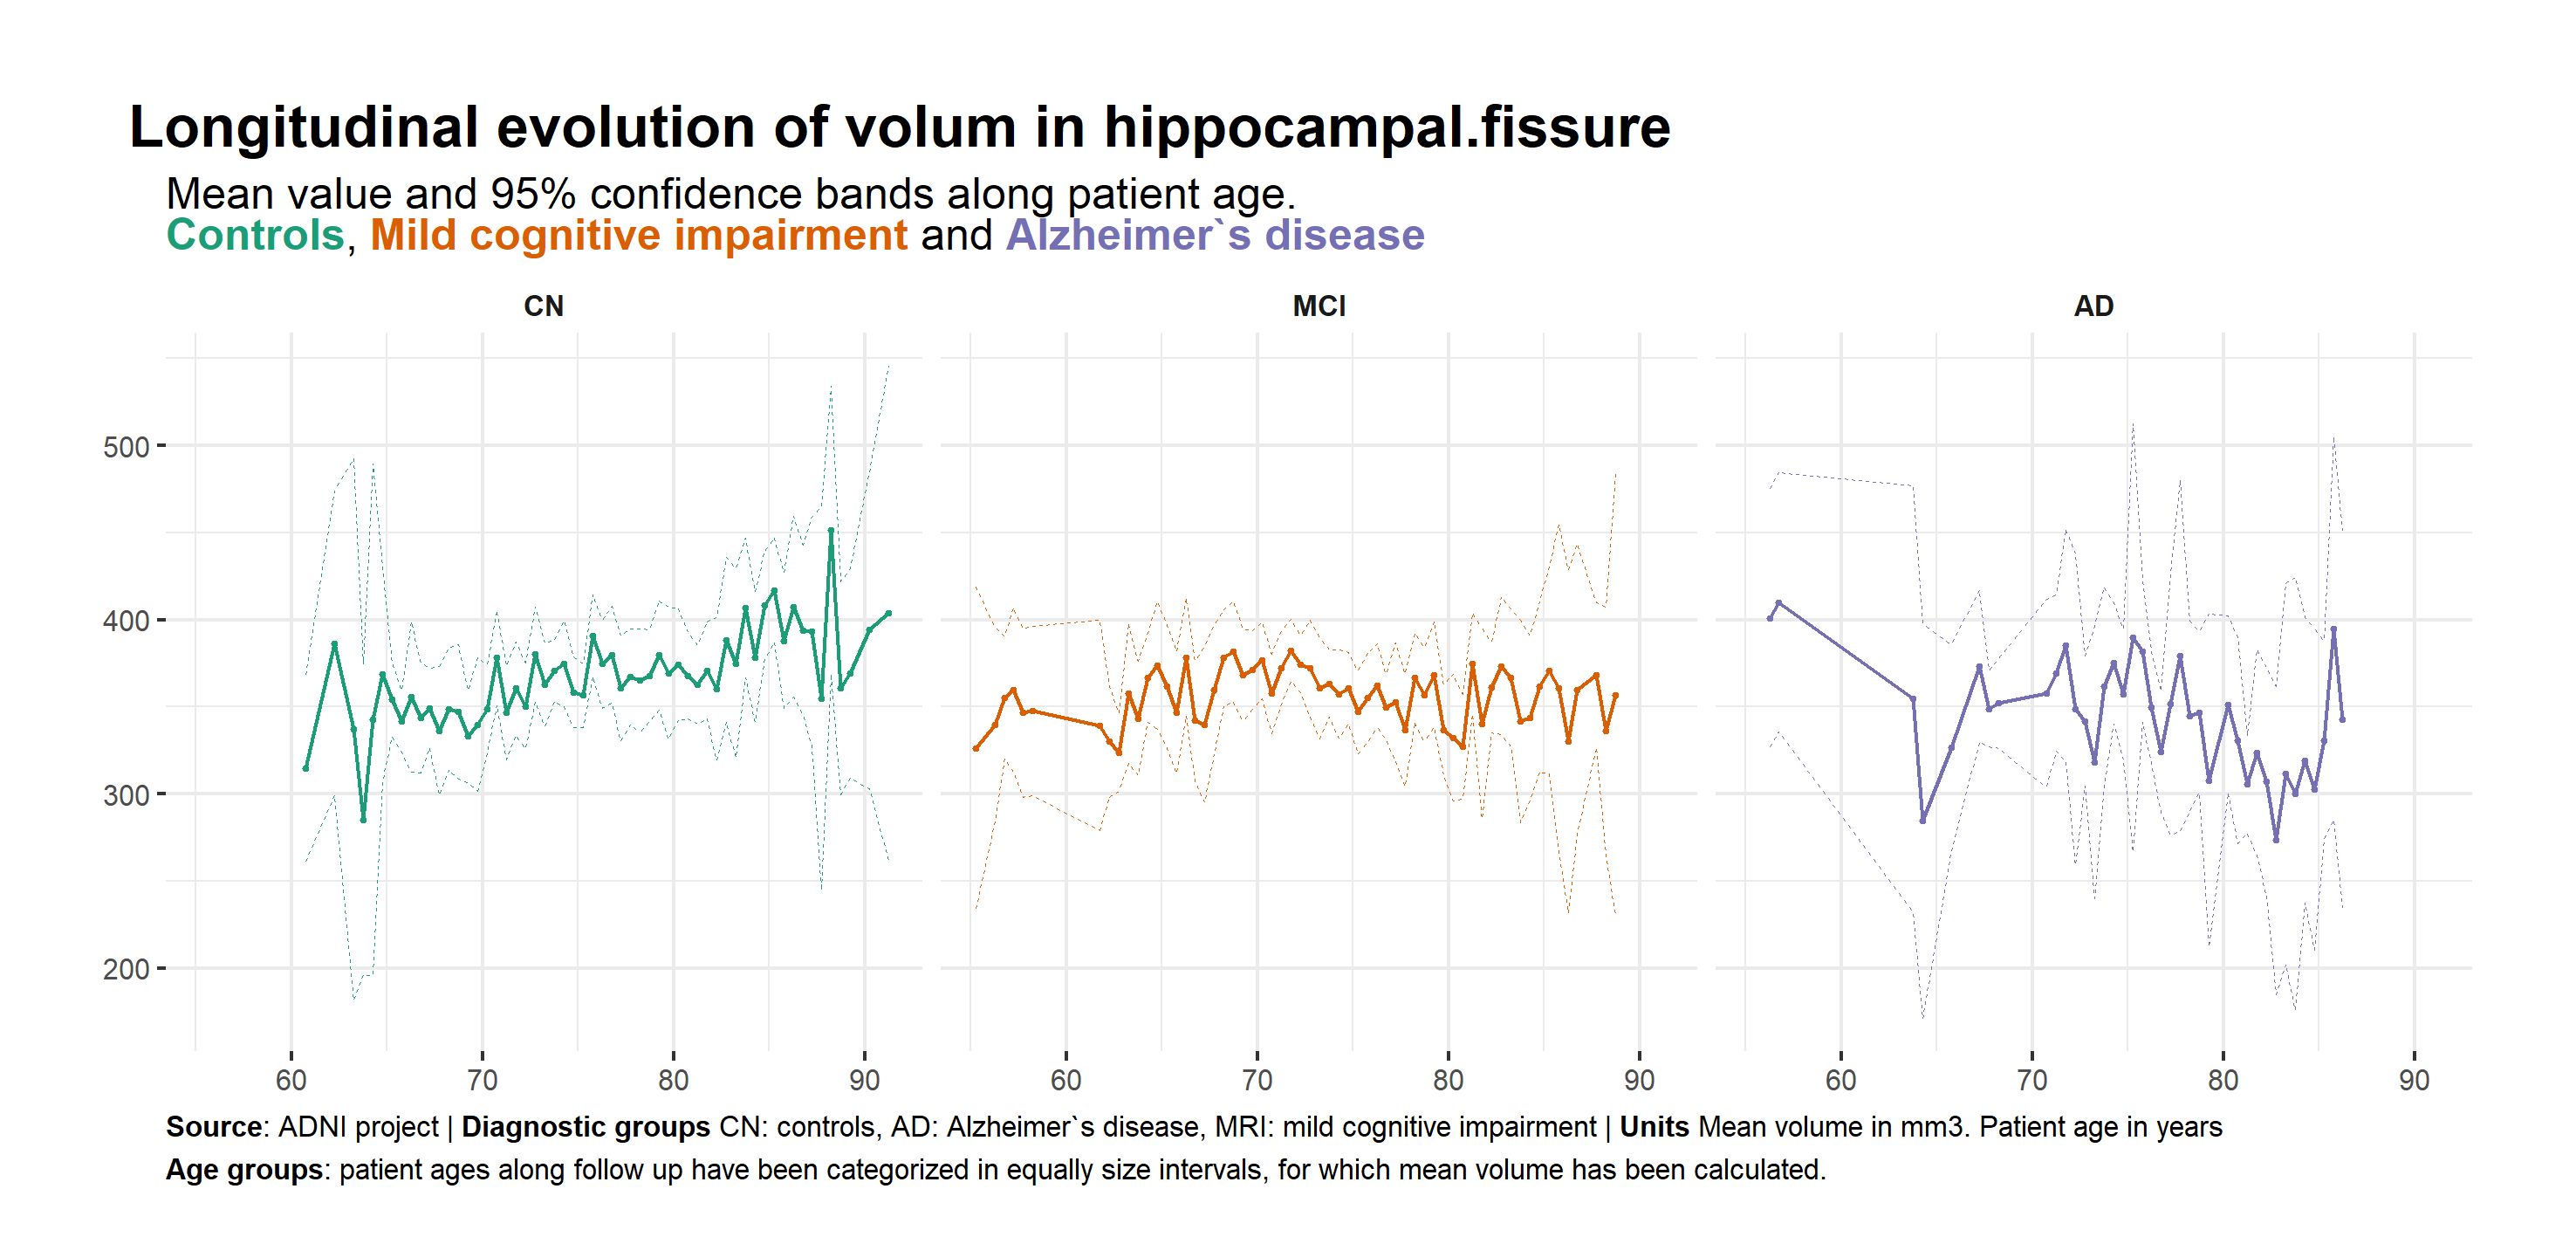 Longitudinal evolution of volum in hippocampal.fissure
Mean value and 95% confidence bands along patient age.
Controls, Mild cognitive impairment and Alzheimer`s disease
CN MCI AD
500
400
300
200
60 70 80 90 60 70 80 90 60 70 80 90
Source: ADNI project | Diagnostic groups CN: controls, AD: Alzheimer`s disease, MRI: mild cognitive impairment | Units Mean volume in mm3. Patient age in years
Age groups: patient ages along follow up have been categorized in equally size intervals, for which mean volume has been calculated.